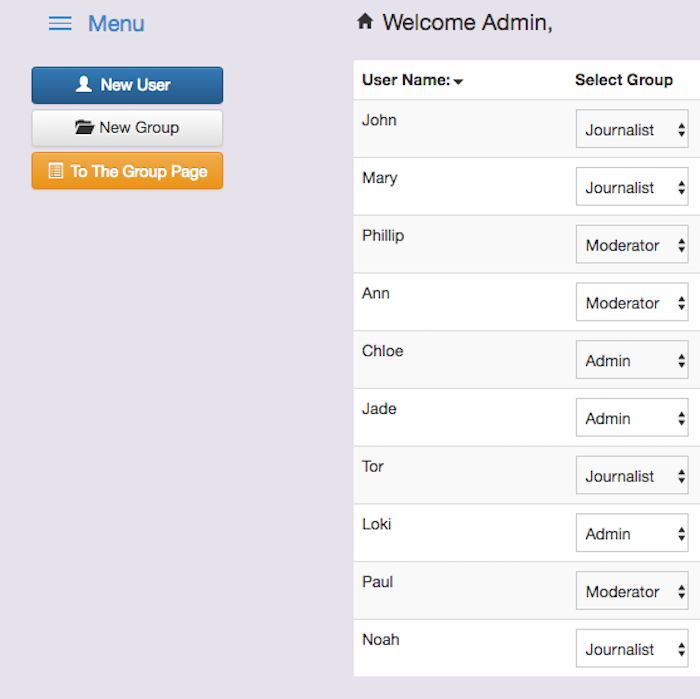 Menu
Welcome Admin,
New User
New Group
To The Group Page
User Name: Select Group
John Journalist
Mary Journalist
Phillip Moderator
Ann Moderator
Chloe Admin
Jade Admin
Tor Journalist
Loki Admin
Paul Moderator
Noah Journalist